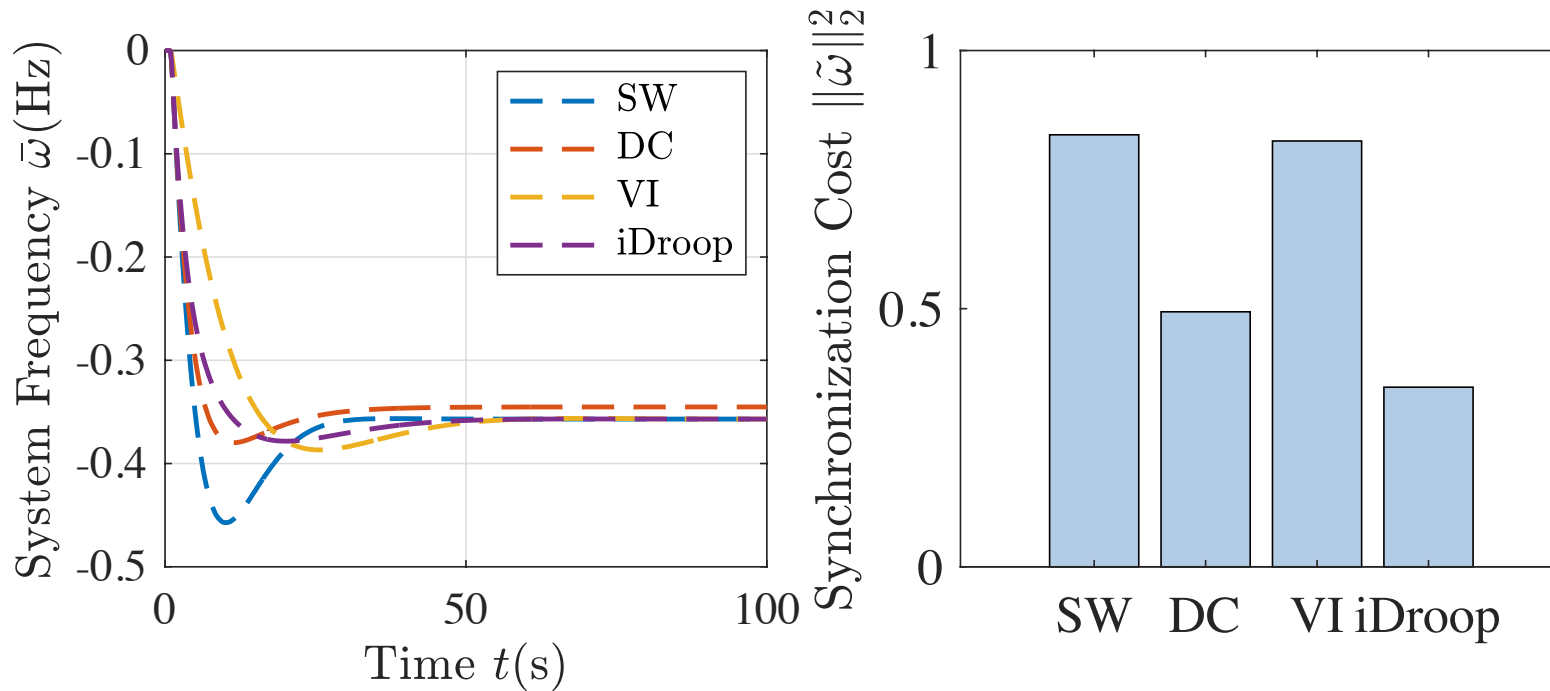 System Frequency ω̄(Hz)
0
-0.1
-0.2
-0.3
-0.4
-0.5
SW
DC
VI
iDroop
0
50
100
Time t(s)
Synchronization Cost ||ω̃||₂²
1
0.5
0
SW DC VI iDroop